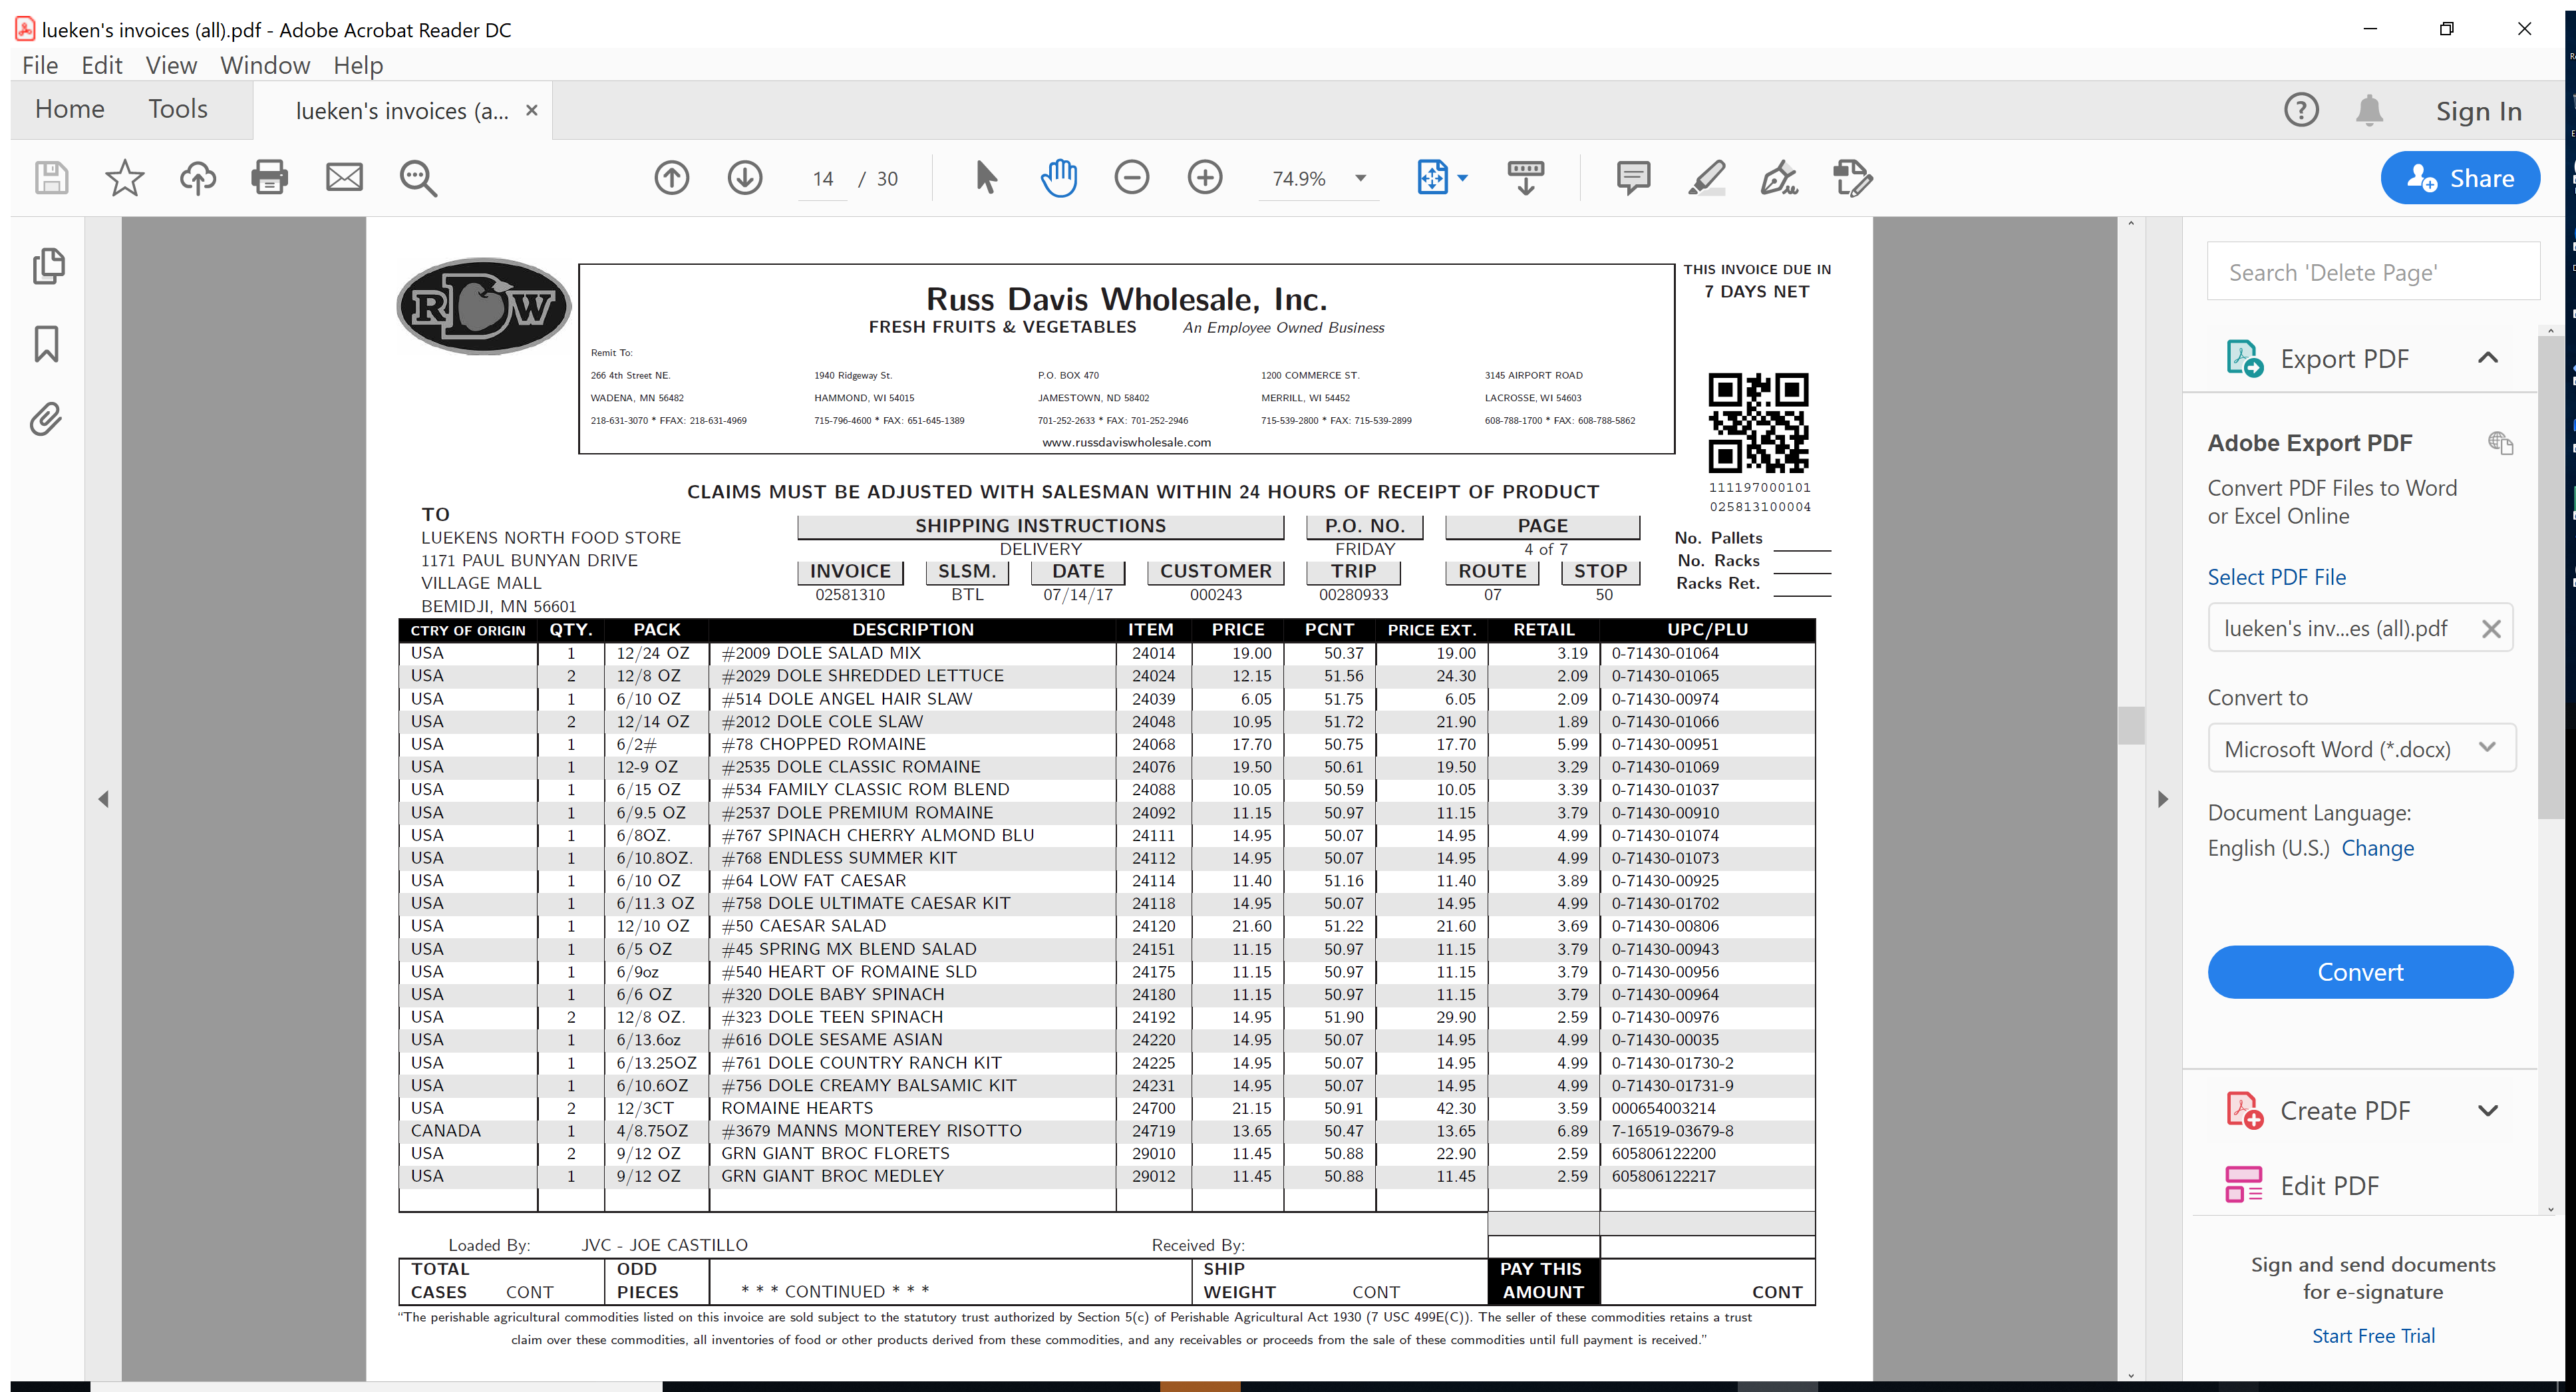 lueken's invoices (all).pdf - Adobe Acrobat Reader DC
File Edit View Window Help
Home Tools lueken's invoices (a... × Sign In
14 / 30 74.9% Share
RDW
Russ Davis Wholesale, Inc.
FRESH FRUITS & VEGETABLES An Employee Owned Business
THIS INVOICE DUE IN
7 DAYS NET
Remit To:
266 4th Street NE. 1940 Ridgeway St. P.O. BOX 470 1200 COMMERCE ST. 3145 AIRPORT ROAD
WADENA, MN 56482 HAMMOND, WI 54015 JAMESTOWN, ND 58402 MERRILL, WI 54452 LACROSSE, WI 54603
218-631-3070 * FFAX: 218-631-4969 715-796-4600 * FAX: 651-645-1389 701-252-2633 * FAX: 701-252-2946 715-539-2800 * FAX: 715-539-2899 608-788-1700 * FAX: 608-788-5862
www.russdaviswholesale.com
111197000101
025813100004
CLAIMS MUST BE ADJUSTED WITH SALESMAN WITHIN 24 HOURS OF RECEIPT OF PRODUCT
TO
LUEKENS NORTH FOOD STORE
1171 PAUL BUNYAN DRIVE
VILLAGE MALL
BEMIDJI, MN 56601
SHIPPING INSTRUCTIONS P.O. NO. PAGE
DELIVERY FRIDAY 4 of 7
INVOICE SLSM. DATE CUSTOMER TRIP ROUTE STOP
02581310 BTL 07/14/17 000243 00280933 07 50
No. Pallets
No. Racks
Racks Ret.
CTRY OF ORIGIN QTY. PACK DESCRIPTION ITEM PRICE PCNT PRICE EXT. RETAIL UPC/PLU
USA 1 12/24 OZ #2009 DOLE SALAD MIX 24014 19.00 50.37 19.00 3.19 0-71430-01064
USA 2 12/8 OZ #2029 DOLE SHREDDED LETTUCE 24024 12.15 51.56 24.30 2.09 0-71430-01065
USA 1 6/10 OZ #514 DOLE ANGEL HAIR SLAW 24039 6.05 51.75 6.05 2.09 0-71430-00974
USA 2 12/14 OZ #2012 DOLE COLE SLAW 24048 10.95 51.72 21.90 1.89 0-71430-01066
USA 1 6/2# #78 CHOPPED ROMAINE 24068 17.70 50.75 17.70 5.99 0-71430-00951
USA 1 12-9 OZ #2535 DOLE CLASSIC ROMAINE 24076 19.50 50.61 19.50 3.29 0-71430-01069
USA 1 6/15 OZ #534 FAMILY CLASSIC ROM BLEND 24088 10.05 50.59 10.05 3.39 0-71430-01037
USA 1 6/9.5 OZ #2537 DOLE PREMIUM ROMAINE 24092 11.15 50.97 11.15 3.79 0-71430-00910
USA 1 6/8OZ. #767 SPINACH CHERRY ALMOND BLU 24111 14.95 50.07 14.95 4.99 0-71430-01074
USA 1 6/10.8OZ. #768 ENDLESS SUMMER KIT 24112 14.95 50.07 14.95 4.99 0-71430-01073
USA 1 6/10 OZ #64 LOW FAT CAESAR 24114 11.40 51.16 11.40 3.89 0-71430-00925
USA 1 6/11.3 OZ #758 DOLE ULTIMATE CAESAR KIT 24118 14.95 50.07 14.95 4.99 0-71430-01702
USA 1 12/10 OZ #50 CAESAR SALAD 24120 21.60 51.22 21.60 3.69 0-71430-00806
USA 1 6/5 OZ #45 SPRING MX BLEND SALAD 24151 11.15 50.97 11.15 3.79 0-71430-00943
USA 1 6/9oz #540 HEART OF ROMAINE SLD 24175 11.15 50.97 11.15 3.79 0-71430-00956
USA 1 6/6 OZ #320 DOLE BABY SPINACH 24180 11.15 50.97 11.15 3.79 0-71430-00964
USA 2 12/8 OZ. #323 DOLE TEEN SPINACH 24192 14.95 51.90 29.90 2.59 0-71430-00976
USA 1 6/13.6oz #616 DOLE SESAME ASIAN 24220 14.95 50.07 14.95 4.99 0-71430-00035
USA 1 6/13.25OZ #761 DOLE COUNTRY RANCH KIT 24225 14.95 50.07 14.95 4.99 0-71430-01730-2
USA 1 6/10.6OZ #756 DOLE CREAMY BALSAMIC KIT 24231 14.95 50.07 14.95 4.99 0-71430-01731-9
USA 2 12/3CT ROMAINE HEARTS 24700 21.15 50.91 42.30 3.59 000654003214
CANADA 1 4/8.75OZ #3679 MANNS MONTEREY RISOTTO 24719 13.65 50.47 13.65 6.89 7-16519-03679-8
USA 2 9/12 OZ GRN GIANT BROC FLORETS 29010 11.45 50.88 22.90 2.59 605806122200
USA 1 9/12 OZ GRN GIANT BROC MEDLEY 29012 11.45 50.88 11.45 2.59 605806122217
Loaded By: JVC - JOE CASTILLO Received By:
TOTAL ODD SHIP PAY THIS
CASES CONT PIECES * * * CONTINUED * * * WEIGHT CONT AMOUNT CONT
“The perishable agricultural commodities listed on this invoice are sold subject to the statutory trust authorized by Section 5(c) of Perishable Agricultural Act 1930 (7 USC 499E(C)). The seller of these commodities retains a trust
claim over these commodities, all inventories of food or other products derived from these commodities, and any receivables or proceeds from the sale of these commodities until full payment is received.”
Search 'Delete Page'
Export PDF
Adobe Export PDF
Convert PDF Files to Word
or Excel Online
Select PDF File
lueken's inv...es (all).pdf
Convert to
Microsoft Word (*.docx)
Document Language:
English (U.S.) Change
Convert
Create PDF
Edit PDF
Sign and send documents
for e-signature
Start Free Trial